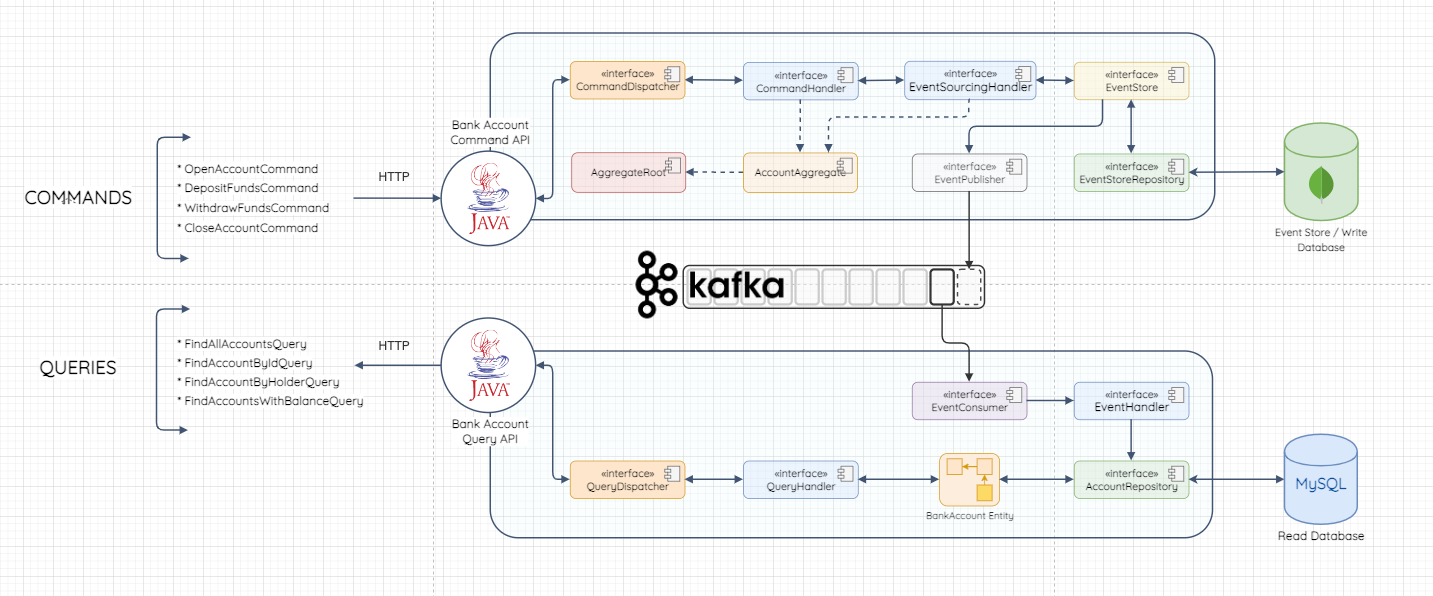 COMMANDS
* OpenAccountCommand
* DepositFundsCommand
* WithdrawFundsCommand
* CloseAccountCommand
HTTP
Bank Account
Command API
JAVA™
«interface»
CommandDispatcher
«interface»
CommandHandler
«interface»
EventSourcingHandler
«interface»
EventStore
AggregateRoot
AccountAggregate
«interface»
EventPublisher
«interface»
EventStoreRepository
Event Store / Write
Database
kafka
QUERIES
* FindAllAccountsQuery
* FindAccountByIdQuery
* FindAccountByHolderQuery
* FindAccountsWithBalanceQuery
HTTP
JAVA™
Bank Account
Query API
«interface»
EventConsumer
«interface»
EventHandler
«interface»
QueryDispatcher
«interface»
QueryHandler
BankAccount Entity
«interface»
AccountRepository
MySQL
Read Database